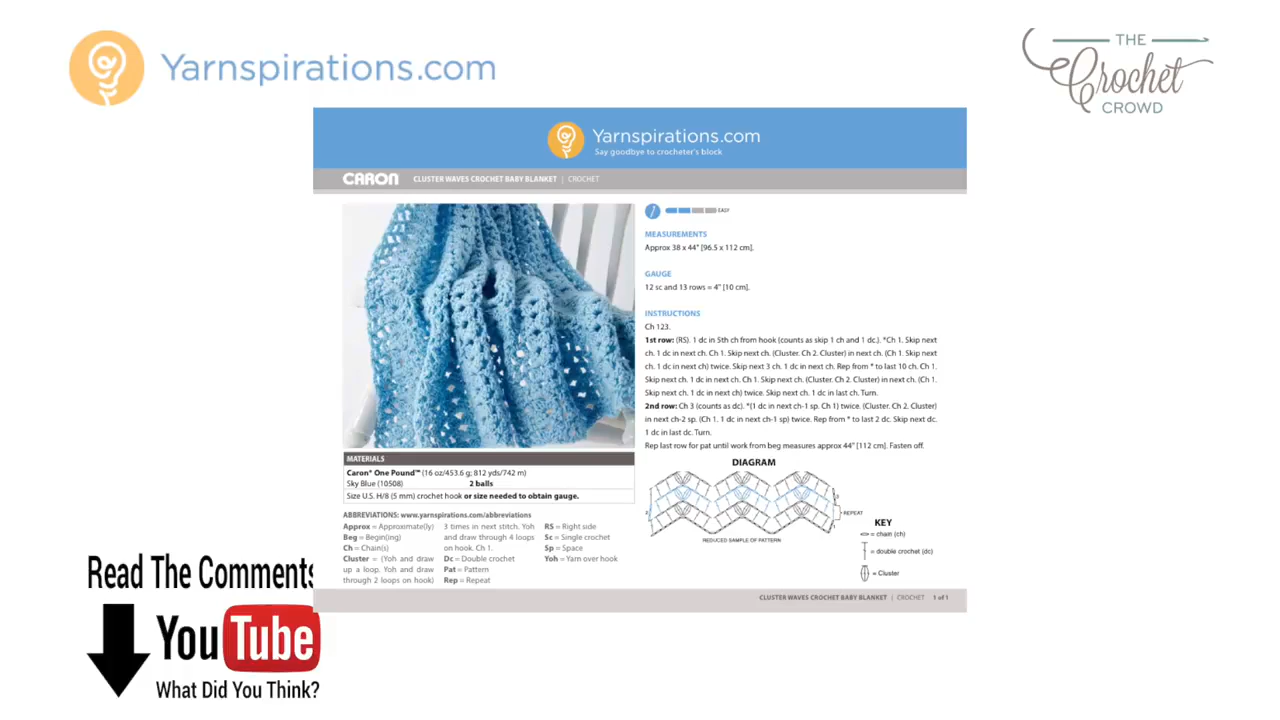 Yarnspirations.com
THE
Crochet
CROWD
Yarnspirations.com
Say goodbye to crocheter's block
CARON CLUSTER WAVES CROCHET BABY BLANKET | CROCHET
EASY
MEASUREMENTS
Approx 38 x 44" [96.5 x 112 cm].
GAUGE
12 sc and 13 rows = 4" [10 cm].
INSTRUCTIONS
Ch 123.
1st row: (RS). 1 dc in 5th ch from hook (counts as skip 1 ch and 1 dc.). *Ch 1. Skip next
ch. 1 dc in next ch. Ch 1. Skip next ch. (Cluster. Ch 2. Cluster) in next ch. (Ch 1. Skip
next ch. 1 dc in next ch) twice. Skip next 3 ch. 1 dc in next ch. Rep from * to last 10 ch. Ch 1.
Skip next ch. 1 dc in next ch. Ch 1. Skip next ch. (Cluster. Ch 2. Cluster) in next ch. (Ch 1.
Skip next ch. 1 dc in next ch) twice. Skip next ch. 1 dc in last ch. Turn.
2nd row: Ch 3 (counts as dc). *(1 dc in next ch-1 sp. Ch 1) twice. (Cluster. Ch 2. Cluster)
in next ch-2 sp. (Ch 1. 1 dc in next ch-1 sp) twice. Rep from * to last 2 dc. Skip next dc.
1 dc in last dc. Turn.
Rep last row for pat until work from beg measures approx 44" [112 cm]. Fasten off.
MATERIALS
Caron® One Pound™ (16 oz/453.6 g; 812 yds/742 m)
Sky Blue (10508) 2 balls
Size U.S. H/8 (5 mm) crochet hook or size needed to obtain gauge.
ABBREVIATIONS: www.yarnspirations.com/abbreviations
Approx = Approximate(ly)
Beg = Begin(ing)
Ch = Chain(s)
Cluster = (Yoh and draw
up a loop. Yoh and draw
through 2 loops on hook)
3 times in next stitch. Yoh
and draw through 4 loops
on hook. Ch 1.
Dc = Double crochet
Pat = Pattern
Rep = Repeat
RS = Right side
Sc = Single crochet
Sp = Space
Yoh = Yarn over hook
DIAGRAM
REPEAT
REDUCED SAMPLE OF PATTERN
KEY
= chain (ch)
= double crochet (dc)
= Cluster
CLUSTER WAVES CROCHET BABY BLANKET | CROCHET 1 of 1
Read The Comments
YouTube
What Did You Think?